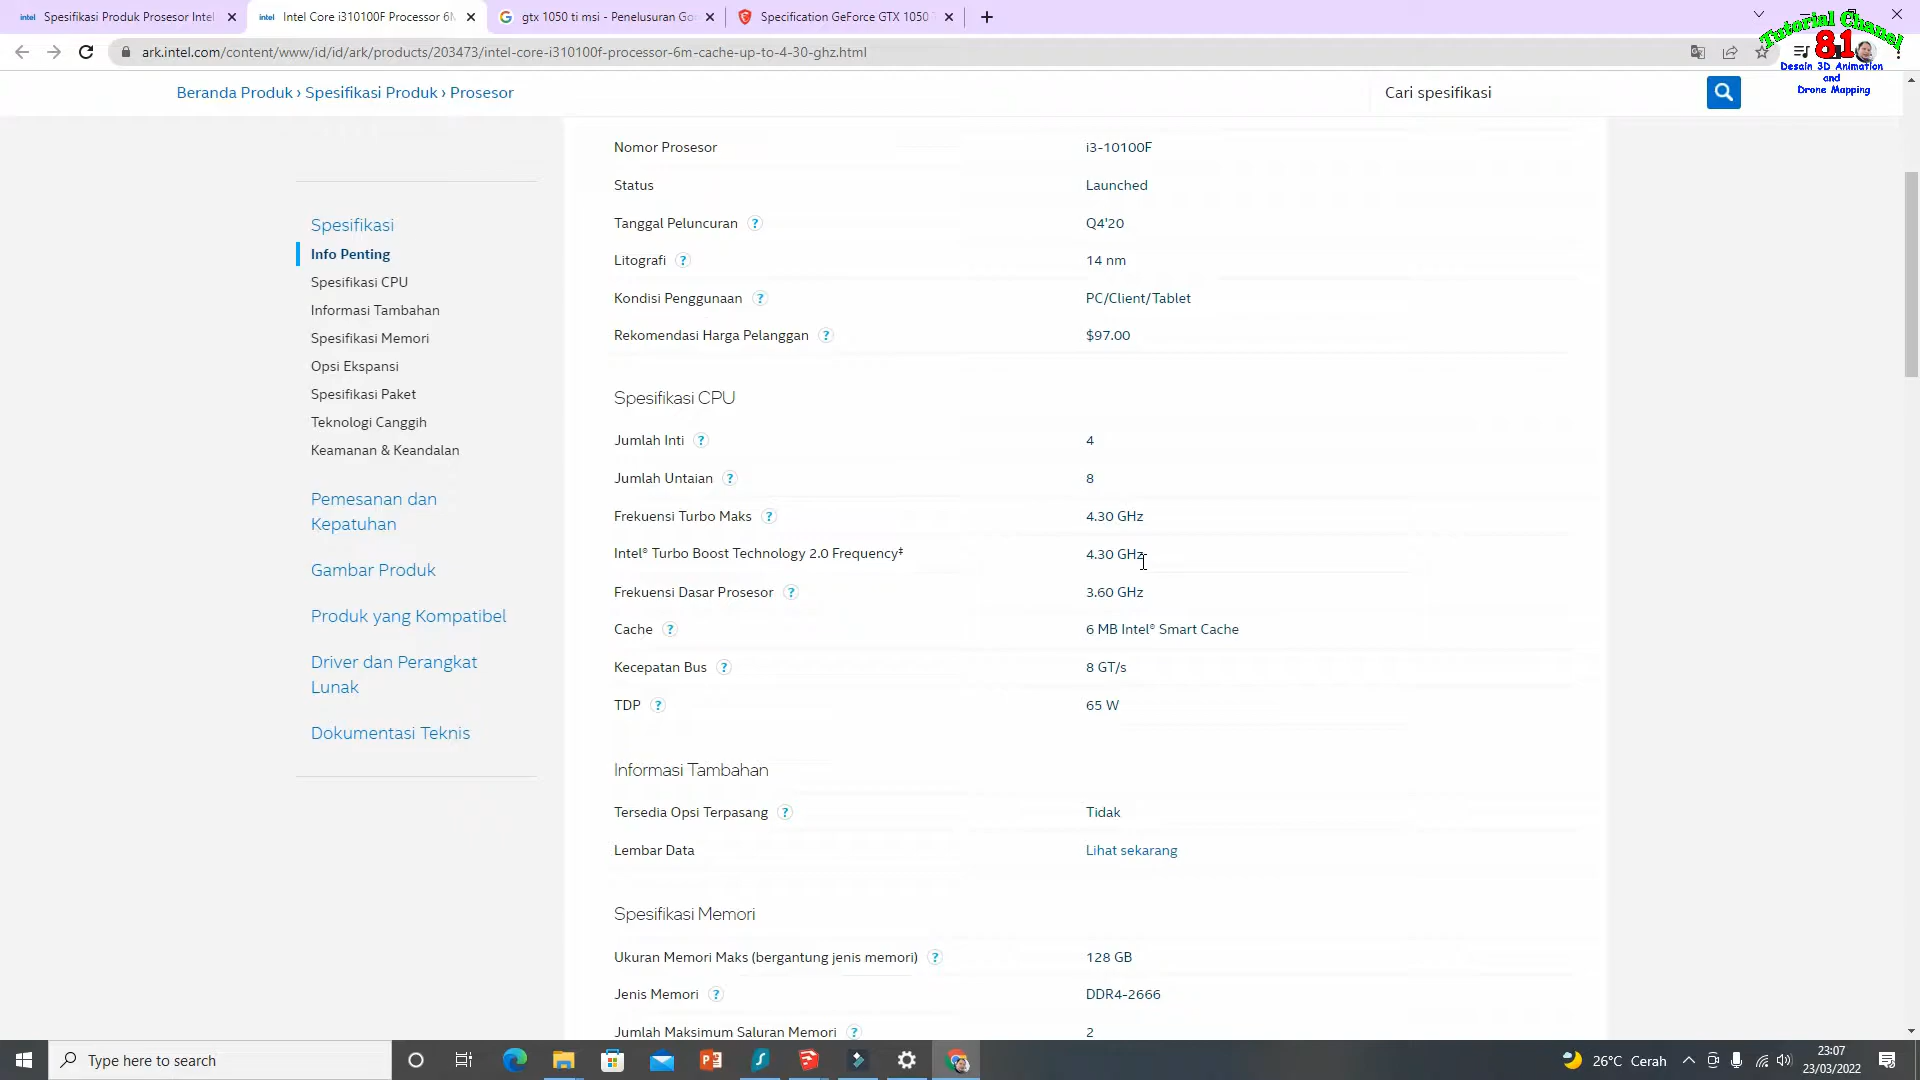 intel Spesifikasi Produk Prosesor Intel
intel Intel Core i310100F Processor 6M
gtx 1050 ti msi - Penelusuran Go
Specification GeForce GTX 1050
ark.intel.com/content/www/id/id/ark/products/203473/intel-core-i310100f-processor-6m-cache-up-to-4-30-ghz.html
Tutorial Chanel
81
Desain 3D Animation
and
Drone Mapping
Beranda Produk › Spesifikasi Produk › Prosesor
Cari spesifikasi
Spesifikasi
Info Penting
Spesifikasi CPU
Informasi Tambahan
Spesifikasi Memori
Opsi Ekspansi
Spesifikasi Paket
Teknologi Canggih
Keamanan & Keandalan
Pemesanan dan
Kepatuhan
Gambar Produk
Produk yang Kompatibel
Driver dan Perangkat
Lunak
Dokumentasi Teknis
Nomor Prosesor i3-10100F
Status Launched
Tanggal Peluncuran ? Q4'20
Litografi ? 14 nm
Kondisi Penggunaan ? PC/Client/Tablet
Rekomendasi Harga Pelanggan ? $97.00
Spesifikasi CPU
Jumlah Inti ? 4
Jumlah Untaian ? 8
Frekuensi Turbo Maks ? 4.30 GHz
Intel® Turbo Boost Technology 2.0 Frequency‡ 4.30 GHz
Frekuensi Dasar Prosesor ? 3.60 GHz
Cache ? 6 MB Intel® Smart Cache
Kecepatan Bus ? 8 GT/s
TDP ? 65 W
Informasi Tambahan
Tersedia Opsi Terpasang ? Tidak
Lembar Data Lihat sekarang
Spesifikasi Memori
Ukuran Memori Maks (bergantung jenis memori) ? 128 GB
Jenis Memori ? DDR4-2666
Jumlah Maksimum Saluran Memori ? 2
Type here to search
26°C Cerah
23:07
23/03/2022